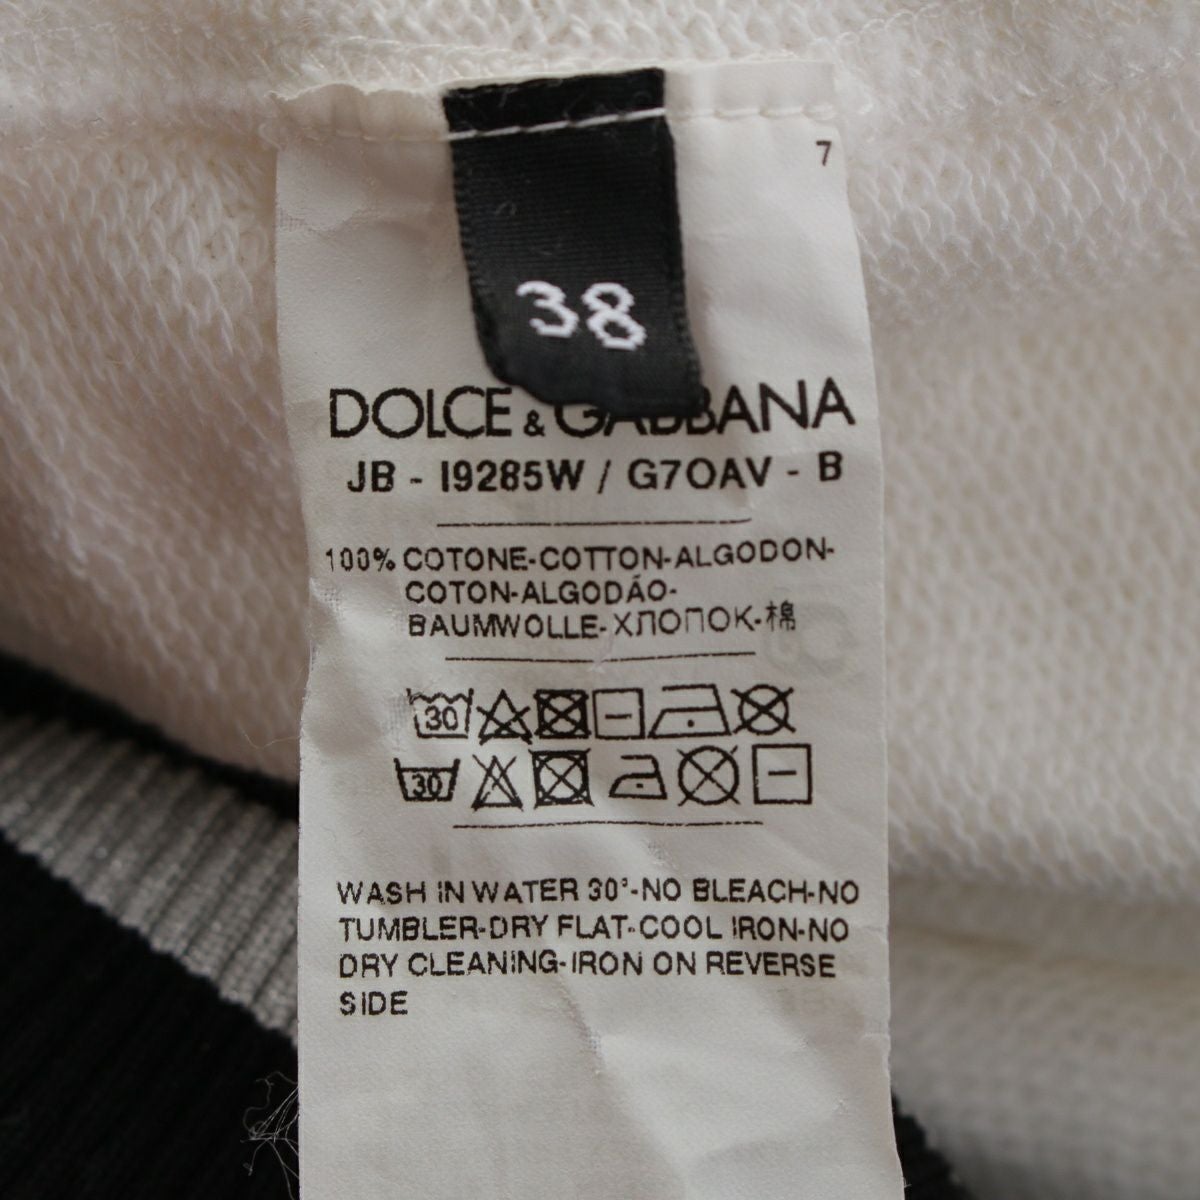 7
38
DOLCE & GABBANA
JB - I9285W / G7OAV - B
100% COTONE-COTTON-ALGODON-
COTON-ALGODÃO-
BAUMWOLLE-ХЛОПОК-棉
30
30
WASH IN WATER 30°-NO BLEACH-NO
TUMBLER-DRY FLAT-COOL IRON-NO
DRY CLEANING-IRON ON REVERSE
SIDE